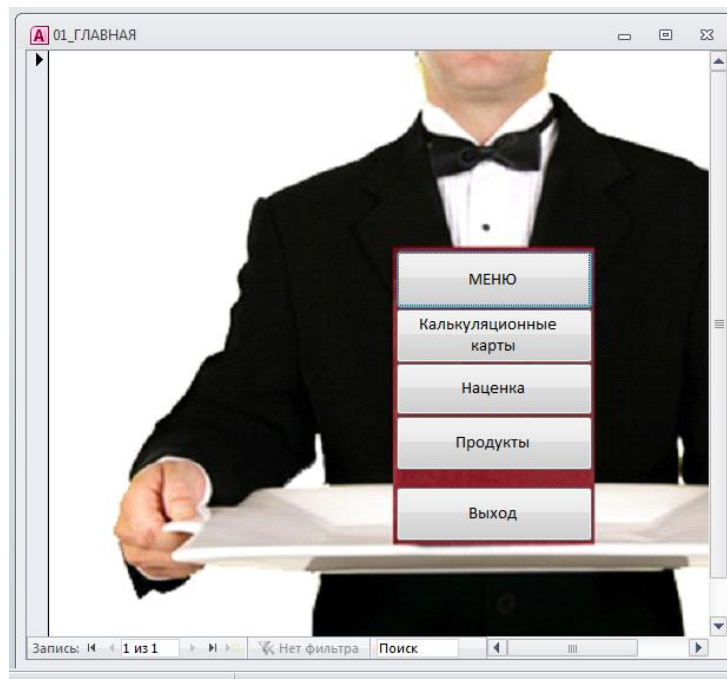 01_ГЛАВНАЯ
МЕНЮ
Калькуляционные
карты
Наценка
Продукты
Выход
Запись: 1 из 1 Нет фильтра Поиск